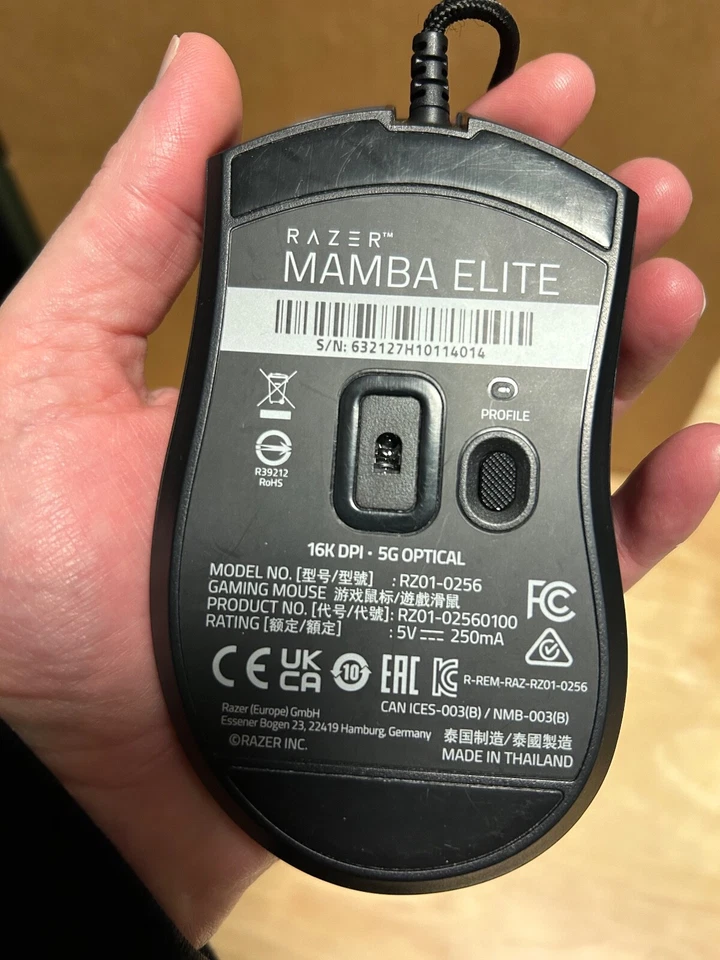 RAZER™
MAMBA ELITE
S/N: 632127H10114014
PROFILE
R39212
RoHS
16K DPI • 5G OPTICAL
MODEL NO. [型号/型號] : RZ01-0256
GAMING MOUSE 游戏鼠标/遊戲滑鼠
PRODUCT NO. [代号/代號]: RZ01-02560100
RATING [额定/額定] : 5V⎓ 250mA
FC
CE UK CA 10 EAC KC R-REM-RAZ-RZ01-0256
CAN ICES-003(B) / NMB-003(B)
Razer (Europe) GmbH
Essener Bogen 23, 22419 Hamburg, Germany
©RAZER INC.
泰国制造/泰國製造
MADE IN THAILAND